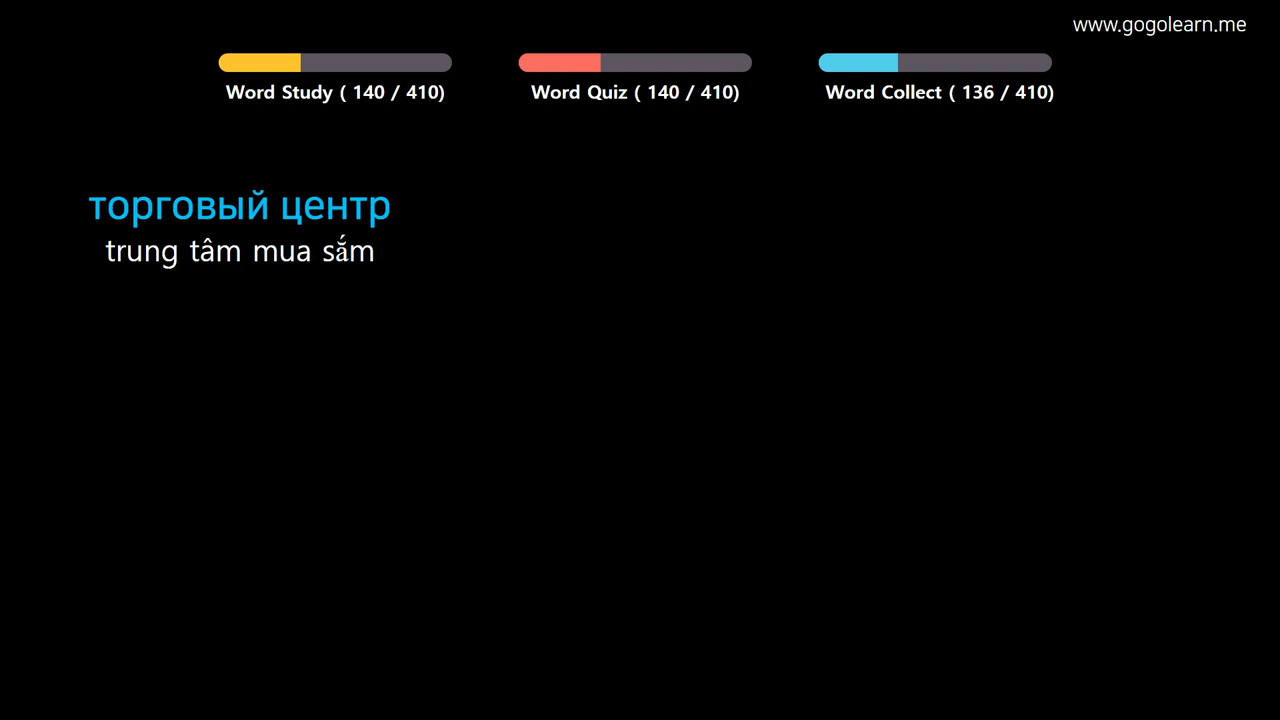 www.gogolearn.me
Word Study ( 140 / 410)
Word Quiz ( 140 / 410)
Word Collect ( 136 / 410)
торговый центр
trung tâm mua sắm